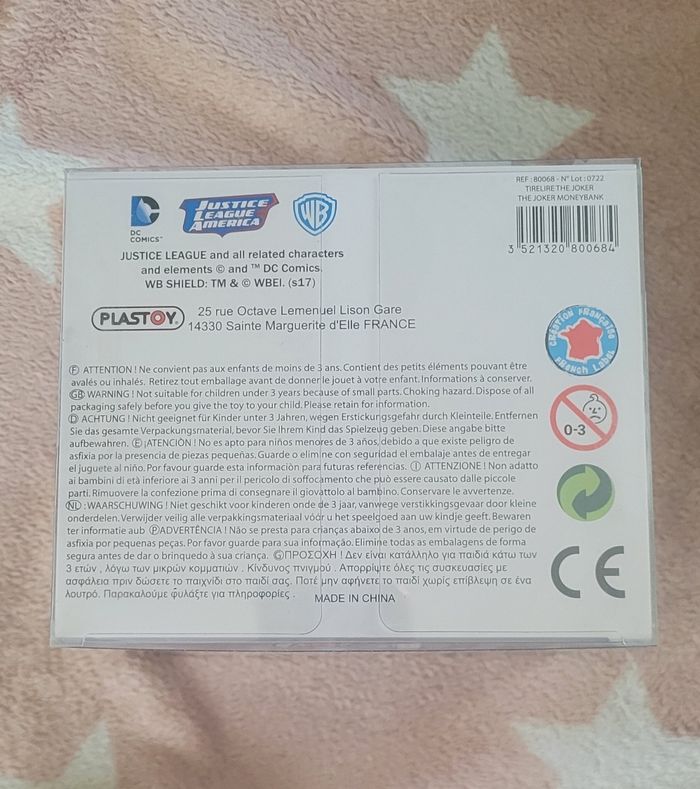 REF : 80068 - N° Lot : 0722
TIRELIRE THE JOKER
THE JOKER MONEYBANK
3 521320 800684
DC
COMICS™
JUSTICE
LEAGUE
AMERICA
WB
JUSTICE LEAGUE and all related characters
and elements © and ™ DC Comics.
WB SHIELD: TM & © WBEI. (s17)
PLASTOY
25 rue Octave Lemenuel Lison Gare
14330 Sainte Marguerite d'Elle FRANCE
CRÉATION FRANÇAISE
FRENCH LABEL
Ⓕ ATTENTION ! Ne convient pas aux enfants de moins de 3 ans. Contient des petits éléments pouvant être
avalés ou inhalés. Retirez tout emballage avant de donner le jouet à votre enfant. Informations à conserver.
GB WARNING ! Not suitable for children under 3 years because of small parts. Choking hazard. Dispose of all
packaging safely before you give the toy to your child. Please retain for information.
Ⓓ ACHTUNG ! Nicht geeignet für Kinder unter 3 Jahren, wegen Erstickungsgefahr durch Kleinteile. Entfernen
Sie das gesamte Verpackungsmaterial, bevor Sie Ihrem Kind das Spielzeug geben. Diese angabe bitte
aufbewahren. Ⓔ ¡ATENCIÓN ! No es apto para niños menores de 3 años, debido a que existe peligro de
asfixia por la presencia de piezas pequeñas. Guarde o elimine con seguridad el embalaje antes de entregar
el juguete al niño. Por favour guarde esta información para futuras referencias. Ⓘ ATTENZIONE ! Non adatto
ai bambini di età inferiore ai 3 anni per il pericolo di soffocamento che può essere causato dalle piccole
parti. Rimuovere la confezione prima di consegnare il giovattolo al bambino. Conservare le avvertenze.
NL : WAARSCHUWING ! Niet geschikt voor kinderen onder de 3 jaar, vanwege verstikkingsgevaar door kleine
onderdelen. Verwijder veilig alle verpakkingsmateriaal vóór u het speelgoed aan uw kindje geeft. Bewaren
ter informatie aub Ⓟ ADVERTÊNCIA ! Não se presta para crianças abaixo de 3 anos, em virtude de perigo de
asfixia por pequenas peças. Por favor guarde para sua informação. Elimine todas as embalagens de forma
segura antes de dar o brinquedo à sua criança. Ⓖ ΠΡΟΣΟΧΗ ! Δεν είναι κατάλληλο για παιδιά κάτω των
3 ετών , λόγω των μικρών κομματιών . Κίνδυνος πνιγμού . Απορρίψτε όλες τις συσκευασίες με
ασφάλεια πριν δώσετε το παιχνίδι στο παιδί σας. Ποτέ μην αφήνετε το παιδί χωρίς επίβλεψη σε ένα
λουτρό. Παρακαλούμε φυλάξτε για πληροφορίες .
MADE IN CHINA
0-3
CE